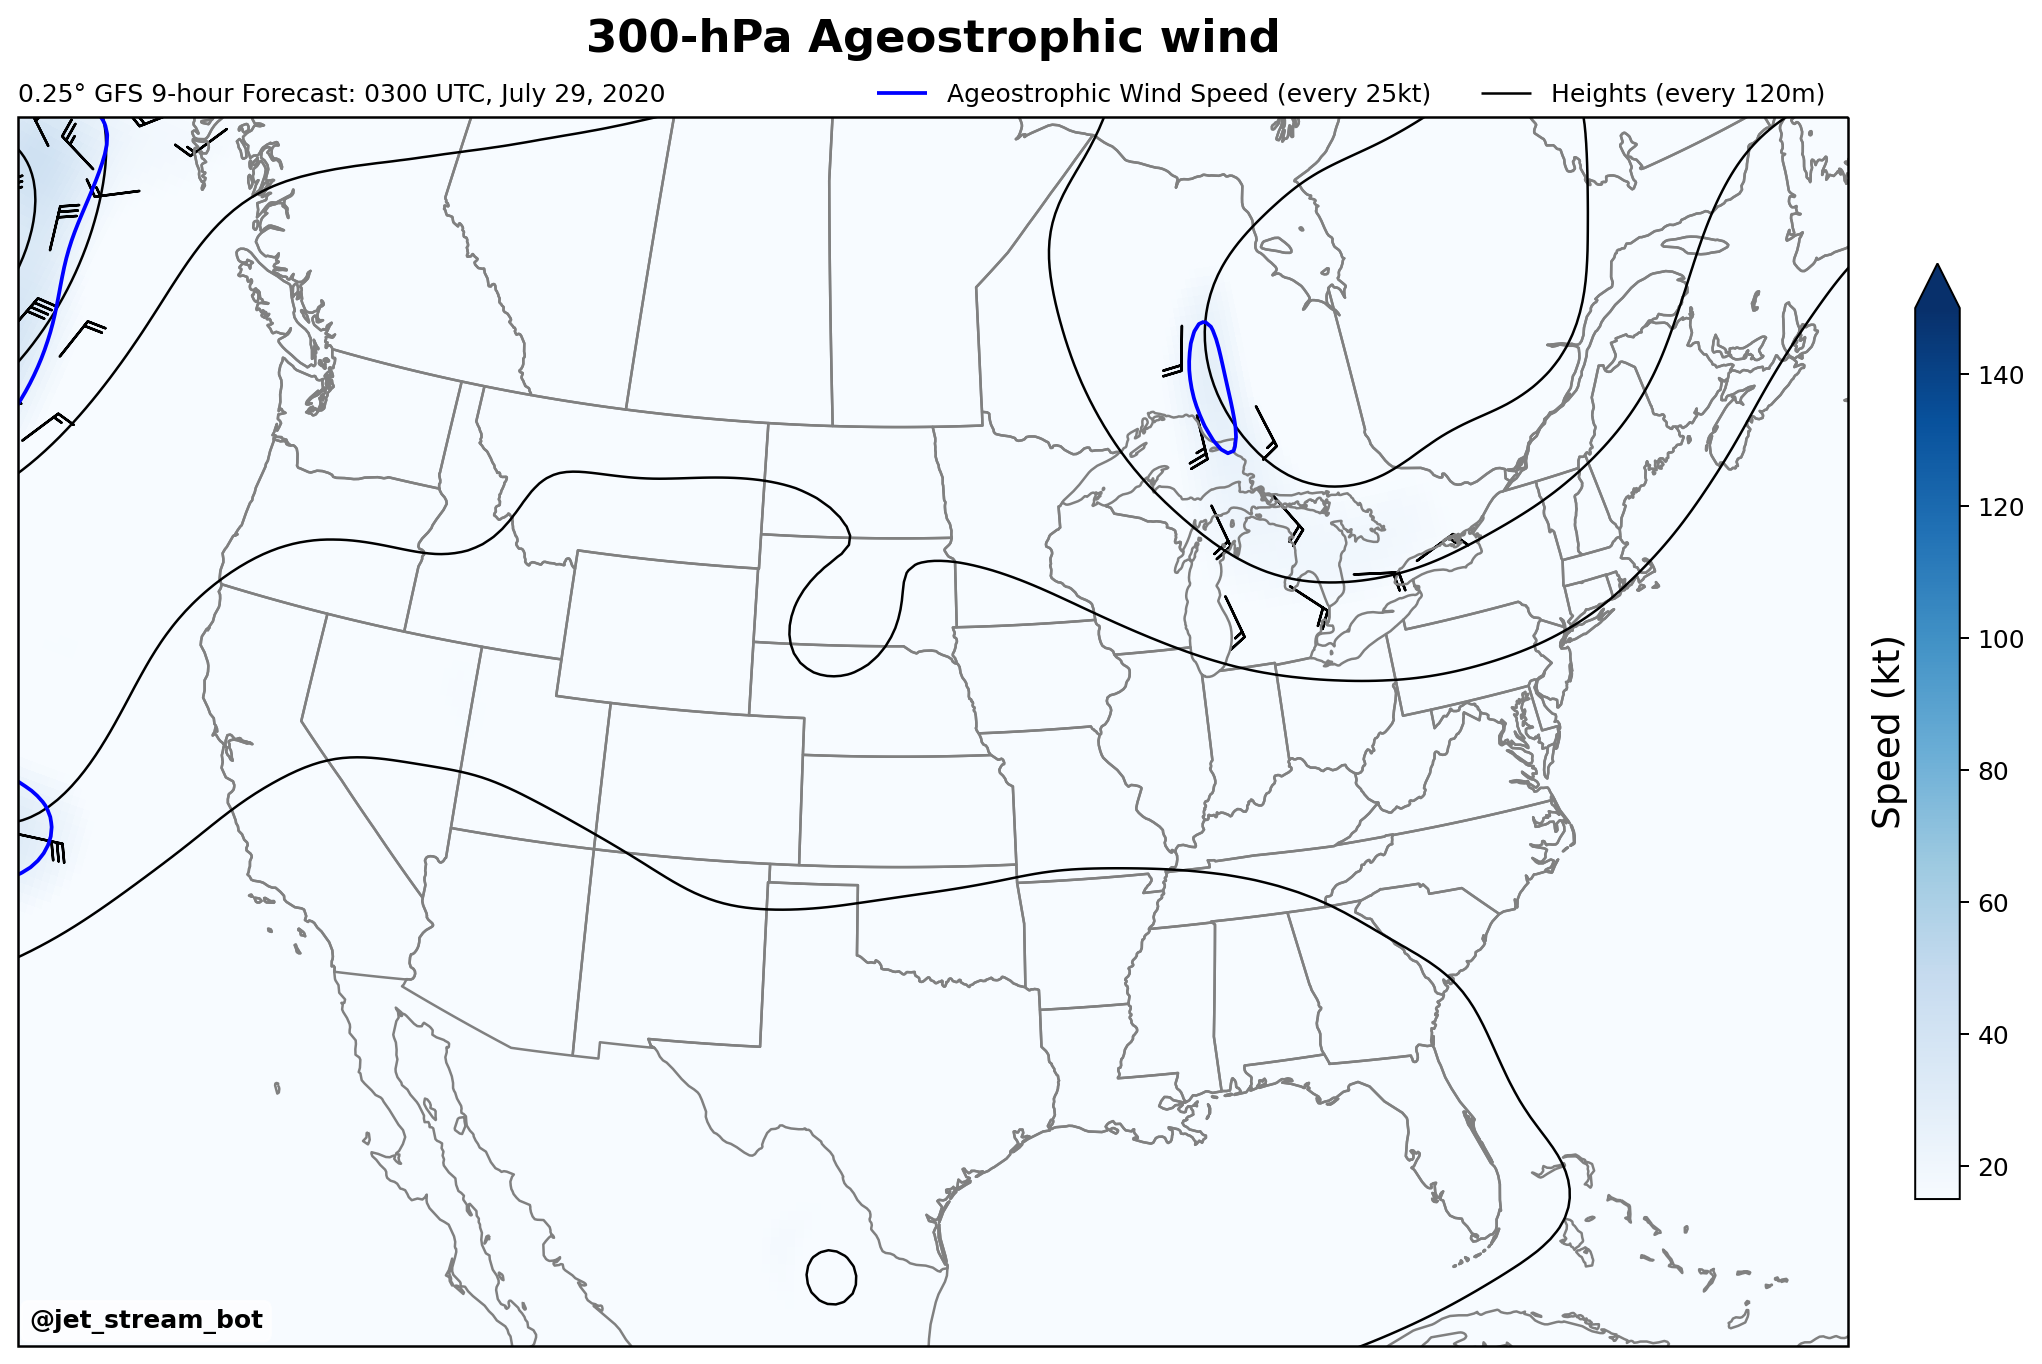 300-hPa Ageostrophic wind
0.25° GFS 9-hour Forecast: 0300 UTC, July 29, 2020
Ageostrophic Wind Speed (every 25kt)
Heights (every 120m)
140
120
100
80
60
40
20
Speed (kt)
@jet_stream_bot